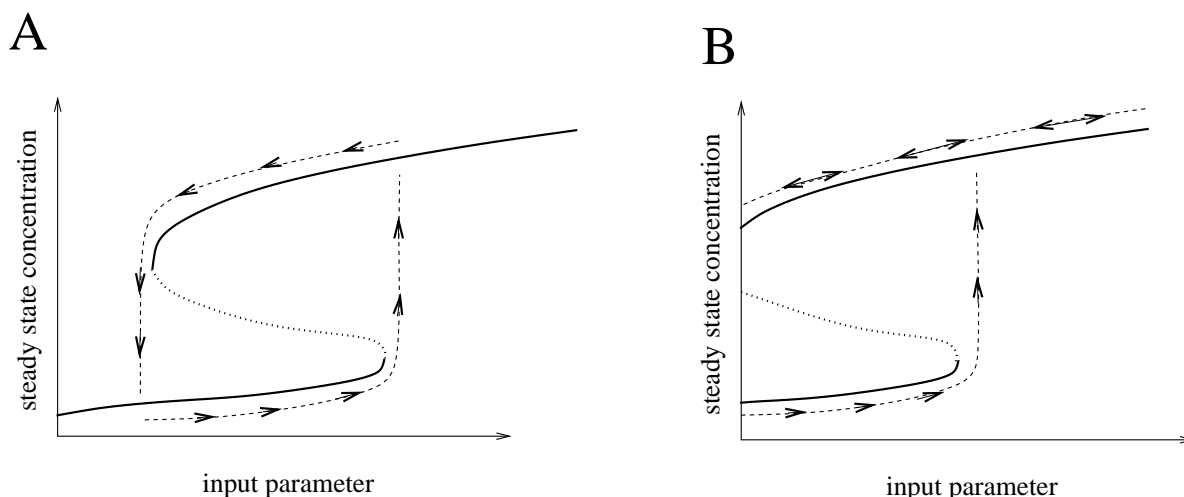 A
steady state concentration
input parameter
B
steady state concentration
input parameter